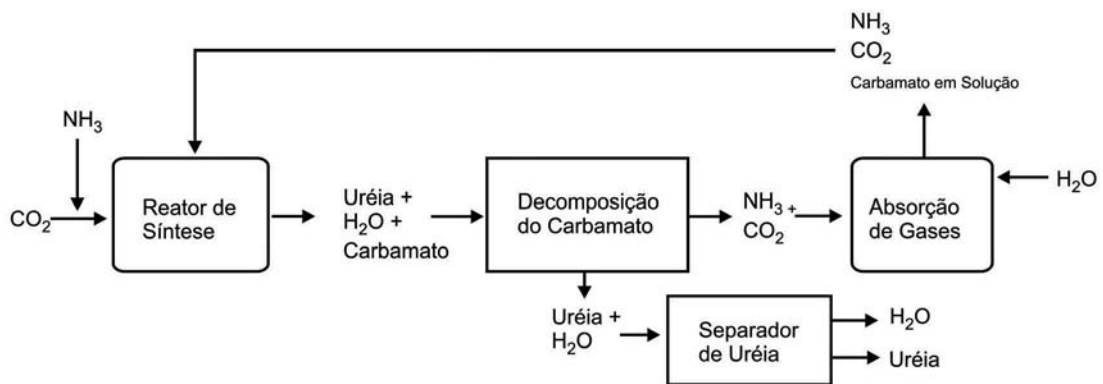 NH₃
CO₂
Carbamato em Solução
NH₃
CO₂
Reator de
Síntese
Uréia +
H₂O +
Carbamato
Decomposição
do Carbamato
NH₃ +
CO₂
Absorção
de Gases
H₂O
Uréia +
H₂O
Separador
de Uréia
H₂O
Uréia